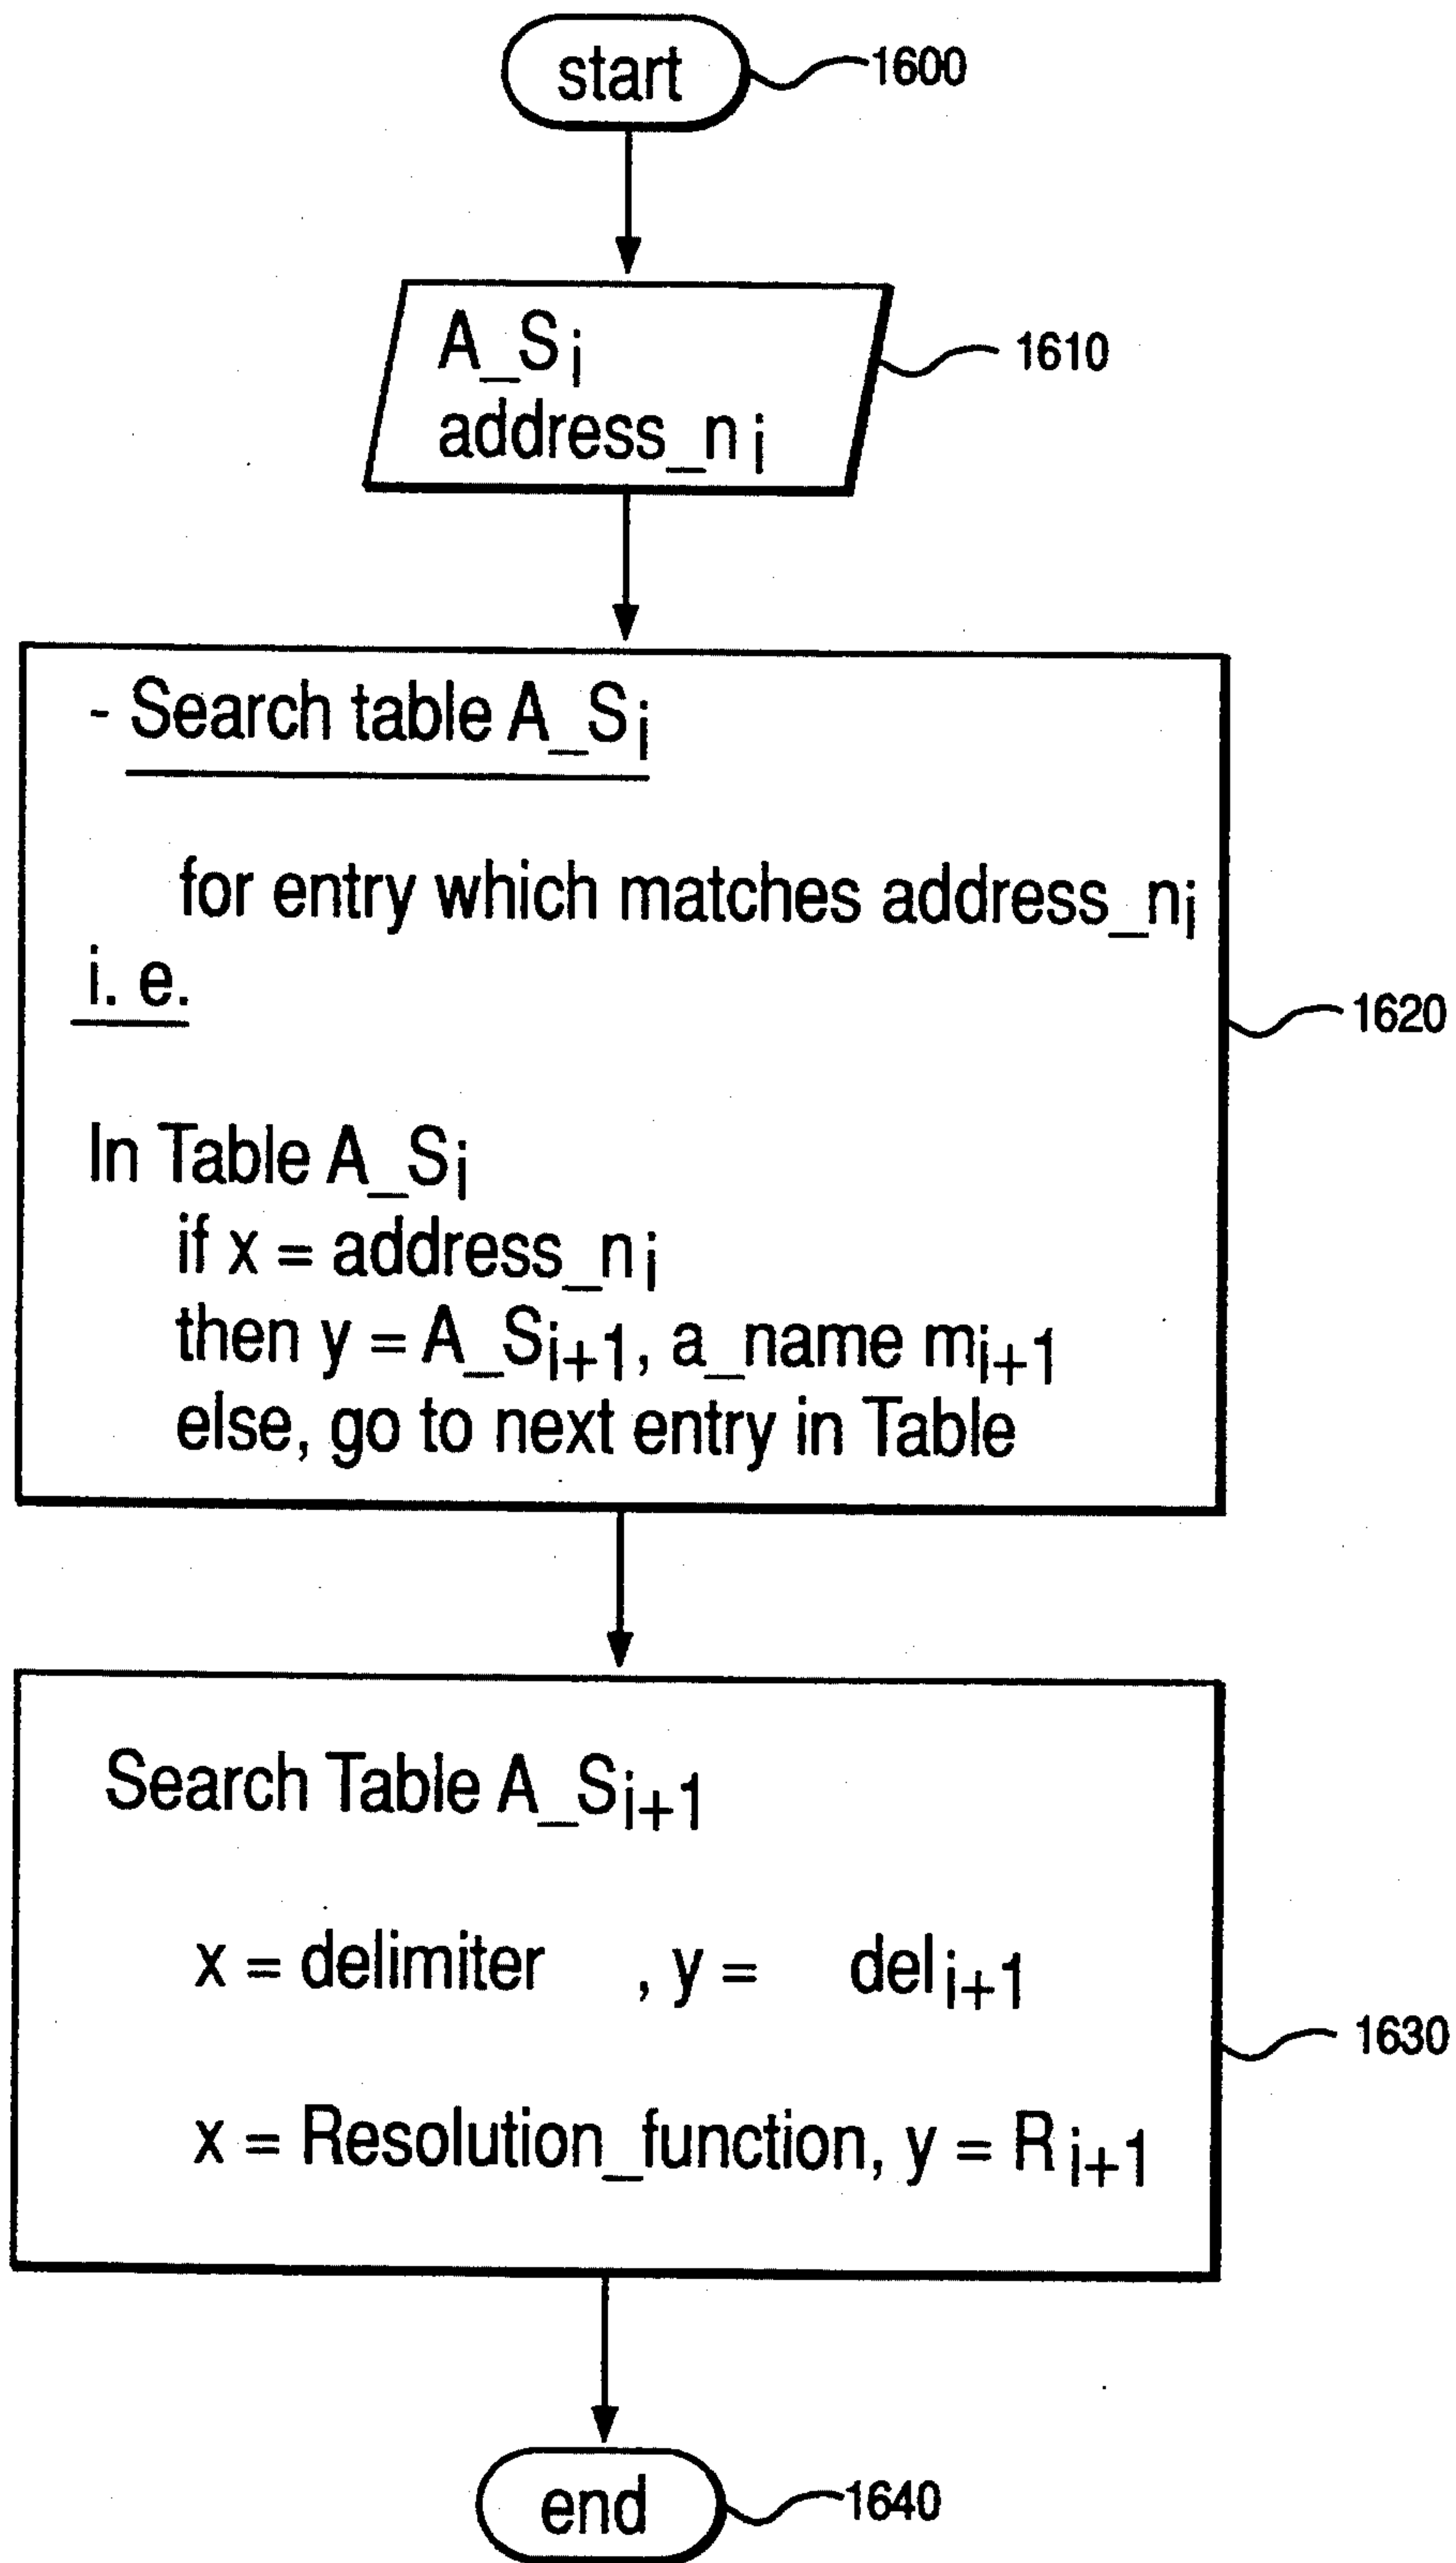 start
1600
A_Si
address_ni
1610
- Search table A_Si
for entry which matches address_ni
i. e.
1620
In Table A_Si
if x = address_ni
then y = A_Si+1, a_name mi+1
else, go to next entry in Table
Search Table A_Si+1
x = delimiter , y = deli+1
1630
x = Resolution_function, y = Ri+1
end
1640